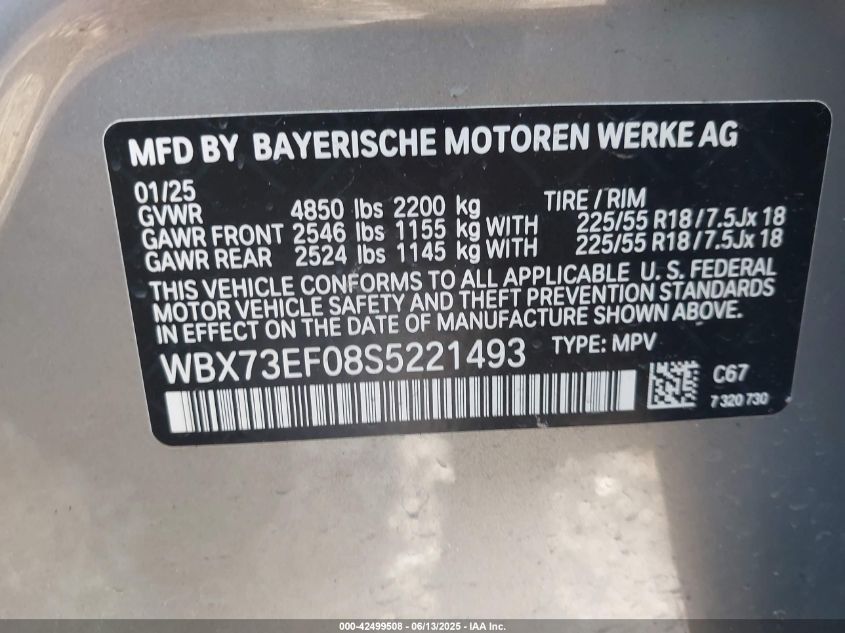 MFD BY BAYERISCHE MOTOREN WERKE AG
01/25
GVWR 4850 lbs 2200 kg TIRE / RIM
GAWR FRONT 2546 lbs 1155 kg WITH 225/55 R18 / 7.5Jx 18
GAWR REAR 2524 lbs 1145 kg WITH 225/55 R18 / 7.5Jx 18
THIS VEHICLE CONFORMS TO ALL APPLICABLE U. S. FEDERAL
MOTOR VEHICLE SAFETY AND THEFT PREVENTION STANDARDS
IN EFFECT ON THE DATE OF MANUFACTURE SHOWN ABOVE.
WBX73EF08S5221493 TYPE: MPV
C67
7 320 730
000-42499508 - 06/13/2025 - IAA Inc.